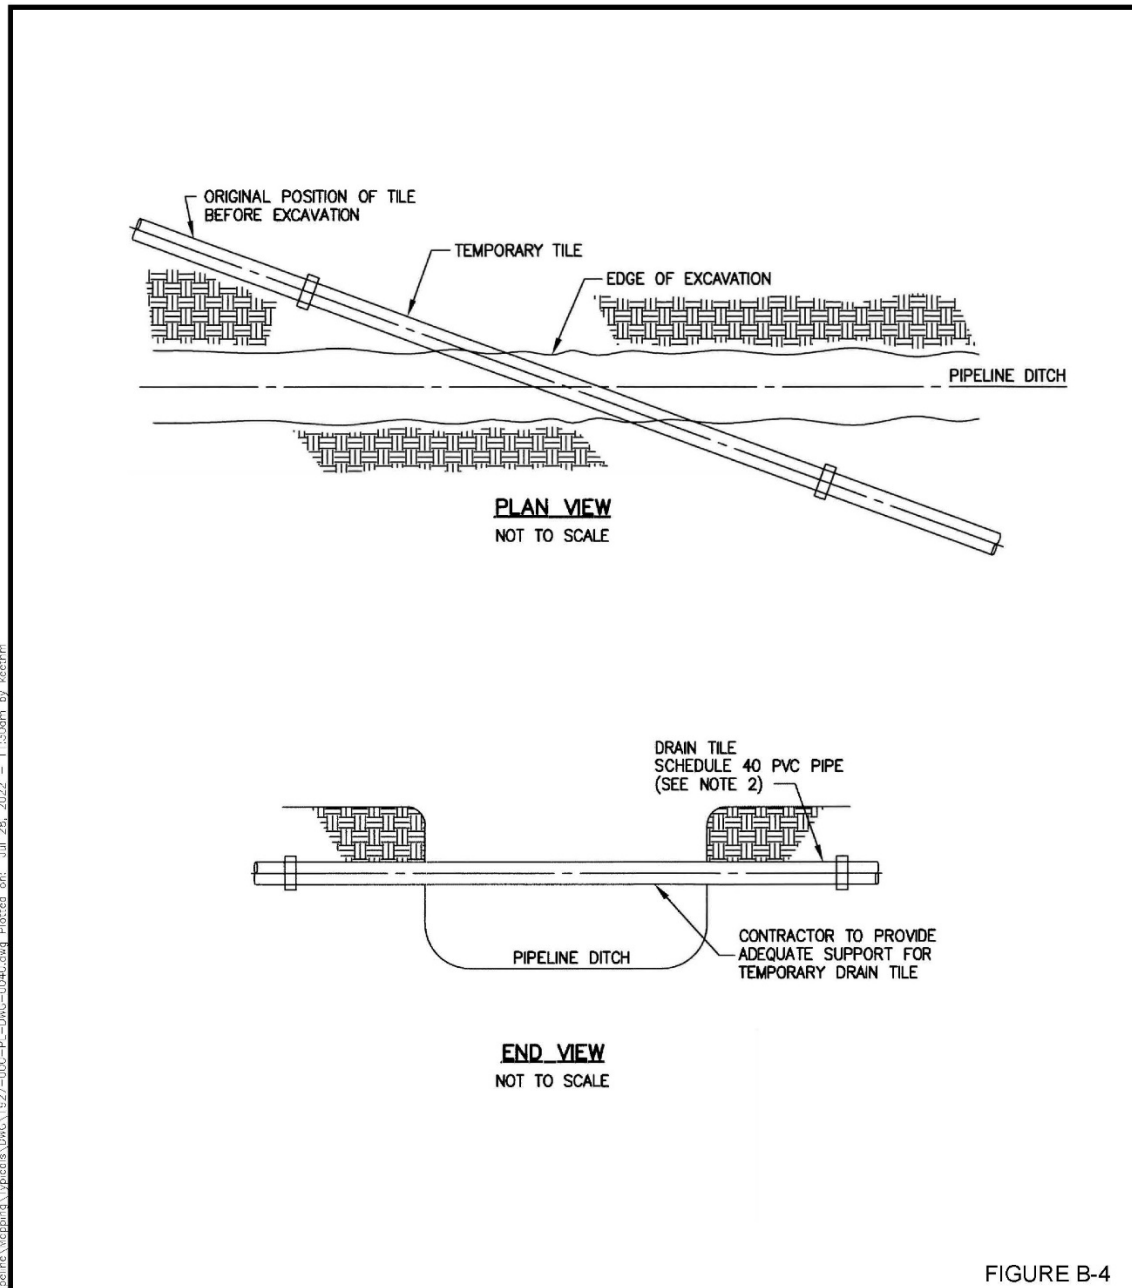 ORIGINAL POSITION OF TILE
BEFORE EXCAVATION
TEMPORARY TILE
EDGE OF EXCAVATION
PIPELINE DITCH
PLAN VIEW
NOT TO SCALE
DRAIN TILE
SCHEDULE 40 PVC PIPE
(SEE NOTE 2)
PIPELINE DITCH
CONTRACTOR TO PROVIDE
ADEQUATE SUPPORT FOR
TEMPORARY DRAIN TILE
END VIEW
NOT TO SCALE
FIGURE B-4